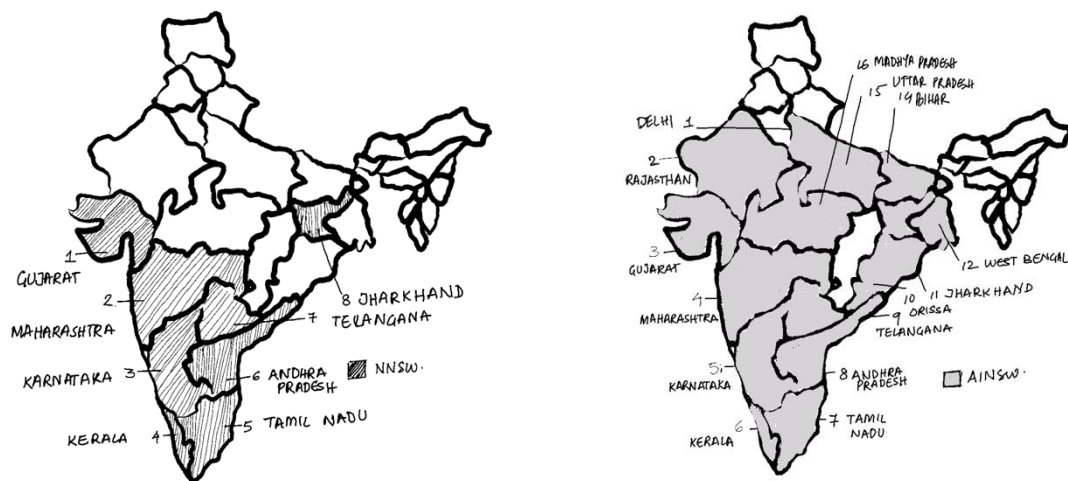 1
GUJARAT
2
MAHARASHTRA
KARNATAKA 3
KERALA 4
5 TAMIL NADU
6 ANDHRA
PRADESH
7
TELANGANA
8 JHARKHAND
NNSW.
DELHI 1
2
RAJASTHAN
3
GUJARAT
4
MAHARASHTRA
5,
KARNATAKA
6
KERALA
7 TAMIL
NADU
8 ANDHRA
PRADESH
9
TELANGANA
10
ORISSA
11 JHARKHAND
12 WEST BENGAL
14 BIHAR
15 UTTAR PRADESH
16 MADHYA PRADESH
AINSW.